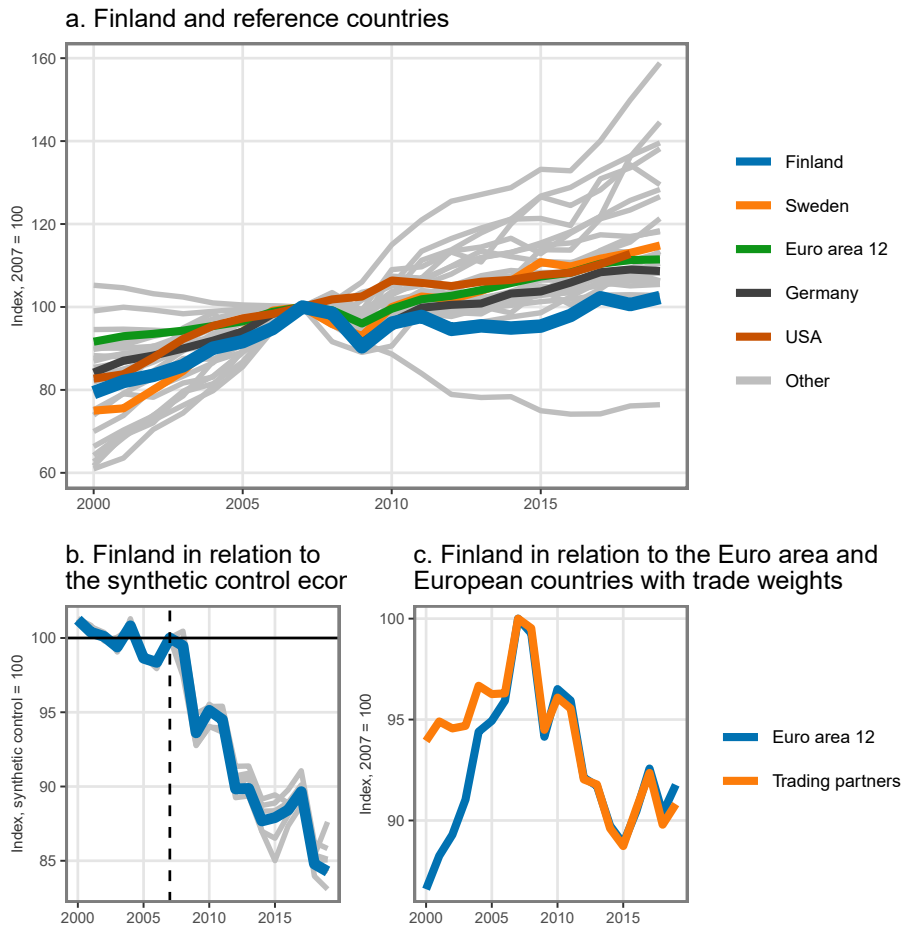 a. Finland and reference countries
160
140
120
100
80
60
Index, 2007 = 100
2000
2005
2010
2015
Finland
Sweden
Euro area 12
Germany
USA
Other
b. Finland in relation to
the synthetic control ecor
100
95
90
85
Index, synthetic control = 100
2000
2005
2010
2015
c. Finland in relation to the Euro area and
European countries with trade weights
100
95
90
Index, 2007 = 100
2000
2005
2010
2015
Euro area 12
Trading partners